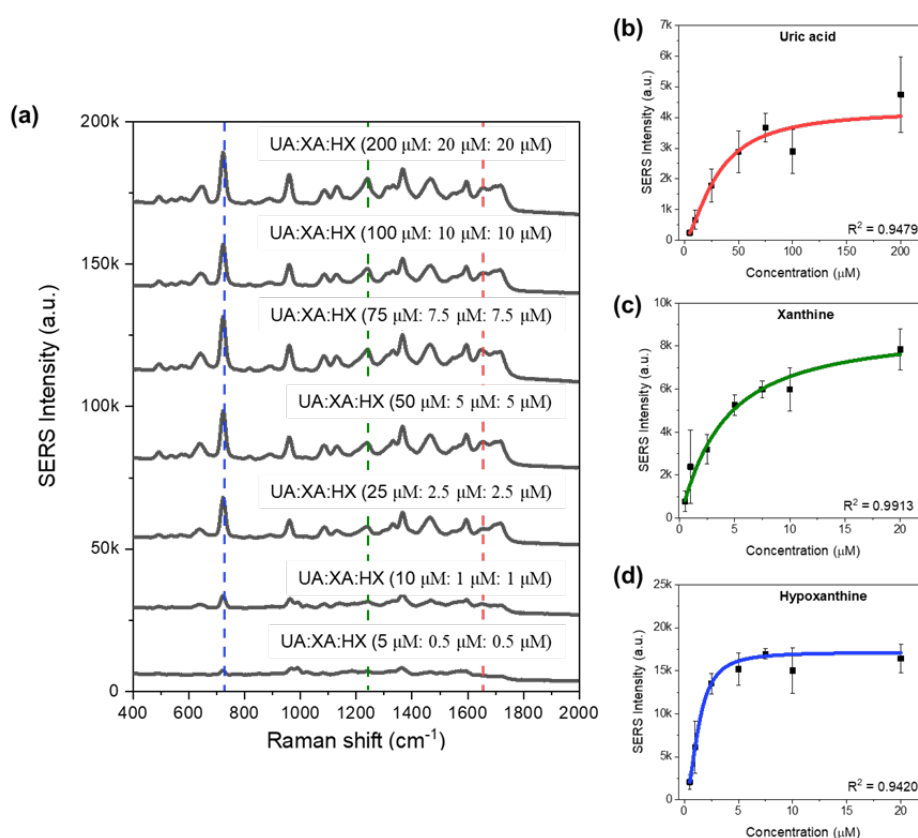 (a)
200k
150k
100k
50k
0
SERS Intensity (a.u.)
UA:XA:HX (200 μM: 20 μM: 20 μM)
UA:XA:HX (100 μM: 10 μM: 10 μM)
UA:XA:HX (75 μM: 7.5 μM: 7.5 μM)
UA:XA:HX (50 μM: 5 μM: 5 μM)
UA:XA:HX (25 μM: 2.5 μM: 2.5 μM)
UA:XA:HX (10 μM: 1 μM: 1 μM)
UA:XA:HX (5 μM: 0.5 μM: 0.5 μM)
400 600 800 1000 1200 1400 1600 1800 2000
Raman shift (cm⁻¹)
(b)
Uric acid
7k
6k
5k
4k
3k
2k
1k
0
SERS Intensity (a.u.)
R² = 0.9479
0 50 100 150 200
Concentration (μM)
(c)
Xanthine
10k
8k
6k
4k
2k
0
SERS Intensity (a.u.)
R² = 0.9913
0 5 10 15 20
Concentration (μM)
(d)
Hypoxanthine
25k
20k
15k
10k
5k
0
SERS Intensity (a.u.)
R² = 0.9420
0 5 10 15 20
Concentration (μM)